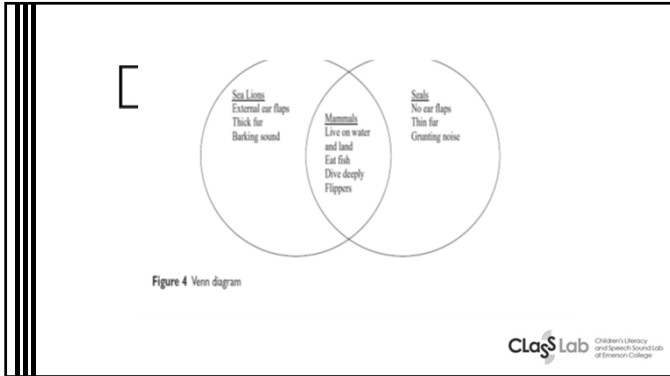 Sea Lions
External ear flaps
Thick fur
Barking sound
Mammals
Live on water
and land
Eat fish
Dive deeply
Flippers
Seals
No ear flaps
Thin fur
Grunting noise
Figure 4 Venn diagram
CLaSS Lab
Children's Literacy
and Speech Sound Lab
at Emerson College